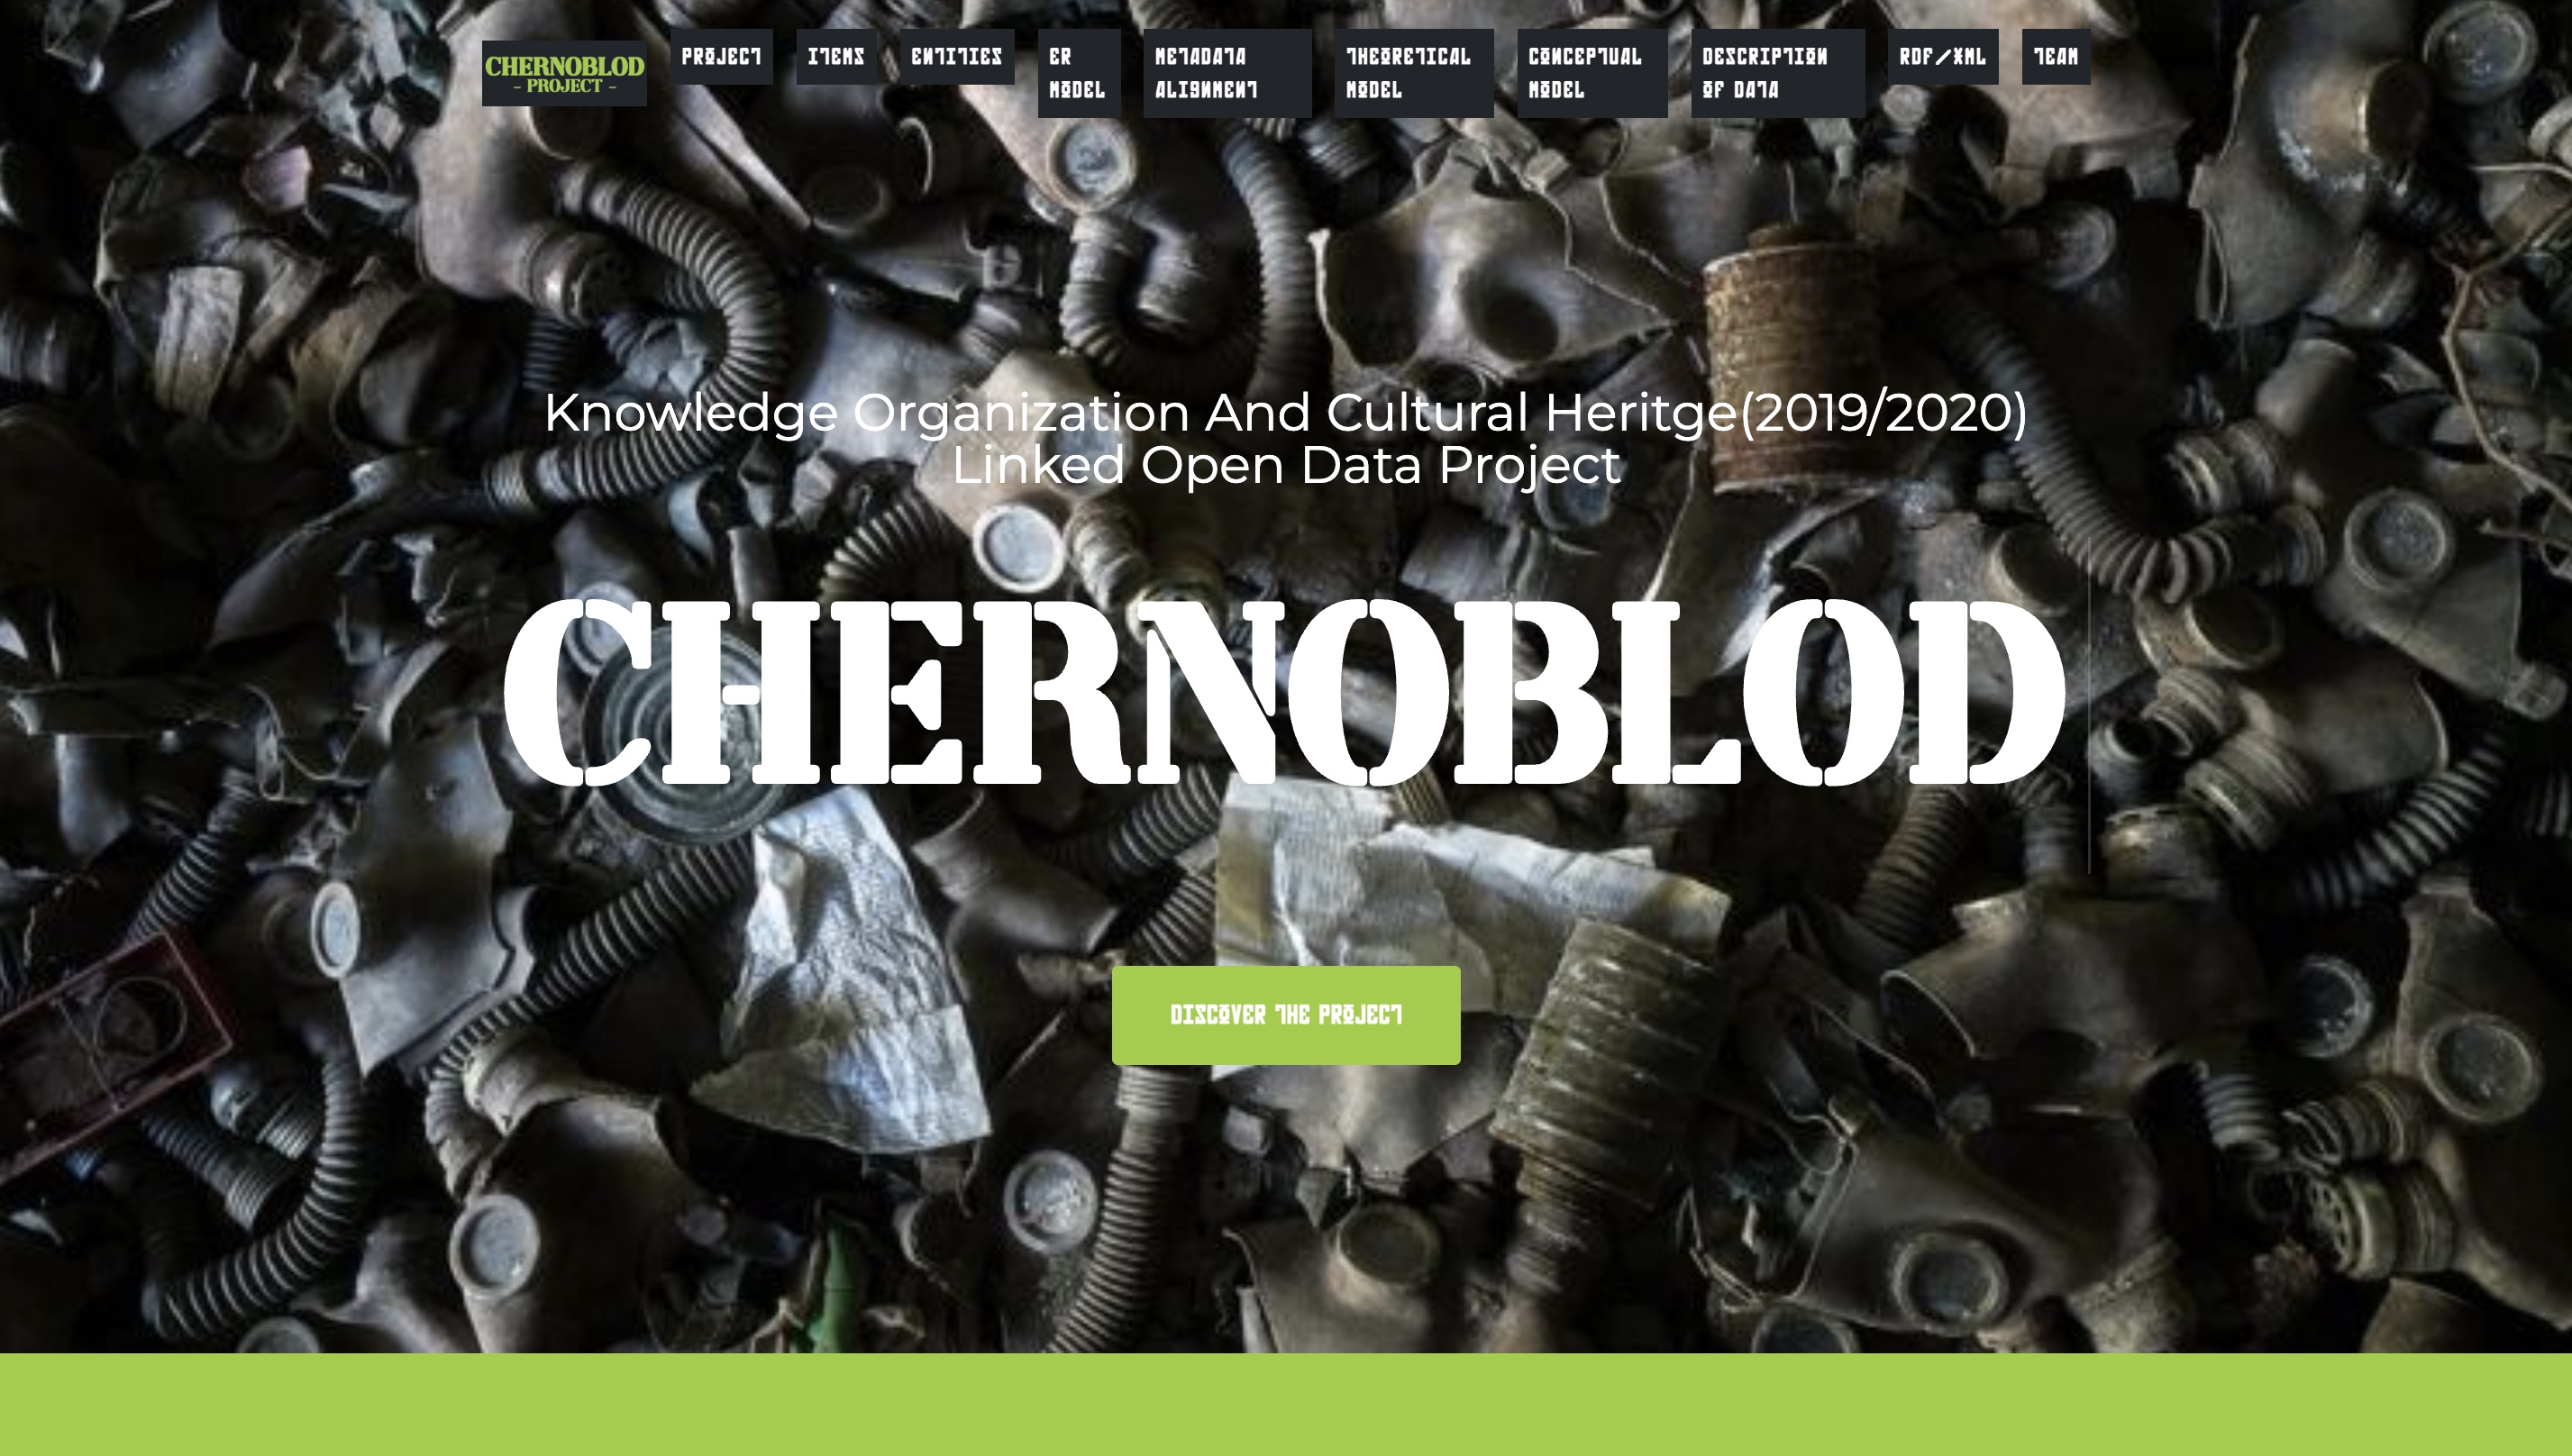 CHERNOBLOD
- PROJECT -
PROJECT
ITEMS
ENTITIES
ER
MODEL
METADATA
ALIGNMENT
THEORETICAL
MODEL
CONCEPTUAL
MODEL
DESCRIPTION
OF DATA
RDF/XML
TEAM
Knowledge Organization And Cultural Heritge(2019/2020)
Linked Open Data Project
CHERNOBLOD
DISCOVER THE PROJECT